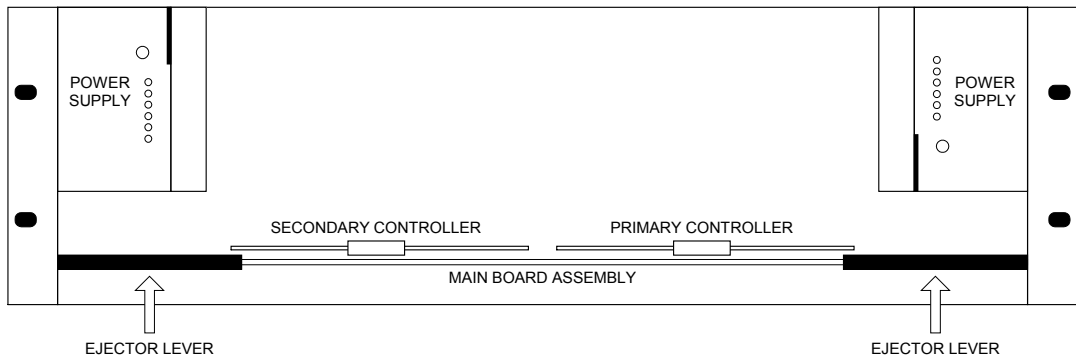 POWER
SUPPLY
POWER
SUPPLY
SECONDARY CONTROLLER
PRIMARY CONTROLLER
MAIN BOARD ASSEMBLY
EJECTOR LEVER
EJECTOR LEVER